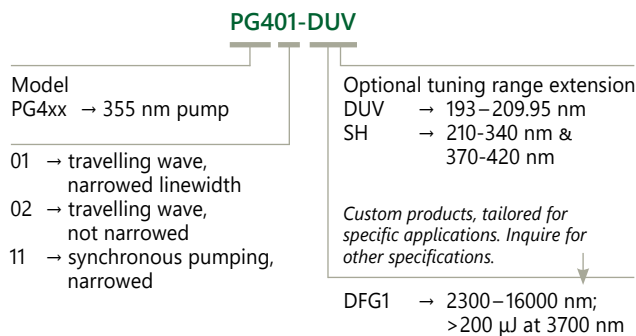 PG401-DUV
Model
PG4xx → 355 nm pump
01 → travelling wave,
narrowed linewidth
02 → travelling wave,
not narrowed
11 → synchronous pumping,
narrowed
Optional tuning range extension
DUV → 193–209.95 nm
SH → 210-340 nm &
370-420 nm
Custom products, tailored for
specific applications. Inquire for
other specifications.
DFG1 → 2300–16000 nm;
>200 μJ at 3700 nm